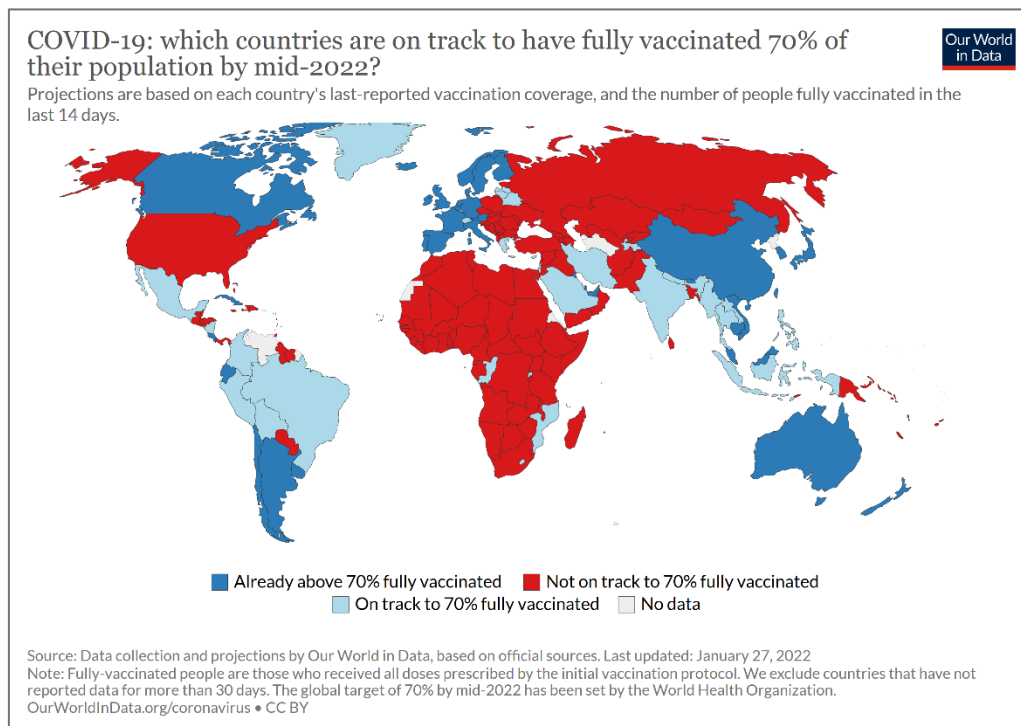 COVID-19: which countries are on track to have fully vaccinated 70% of
their population by mid-2022?
Our World
in Data
Projections are based on each country's last-reported vaccination coverage, and the number of people fully vaccinated in the
last 14 days.
Already above 70% fully vaccinated Not on track to 70% fully vaccinated
On track to 70% fully vaccinated No data
Source: Data collection and projections by Our World in Data, based on official sources. Last updated: January 27, 2022
Note: Fully-vaccinated people are those who received all doses prescribed by the initial vaccination protocol. We exclude countries that have not
reported data for more than 30 days. The global target of 70% by mid-2022 has been set by the World Health Organization.
OurWorldInData.org/coronavirus • CC BY